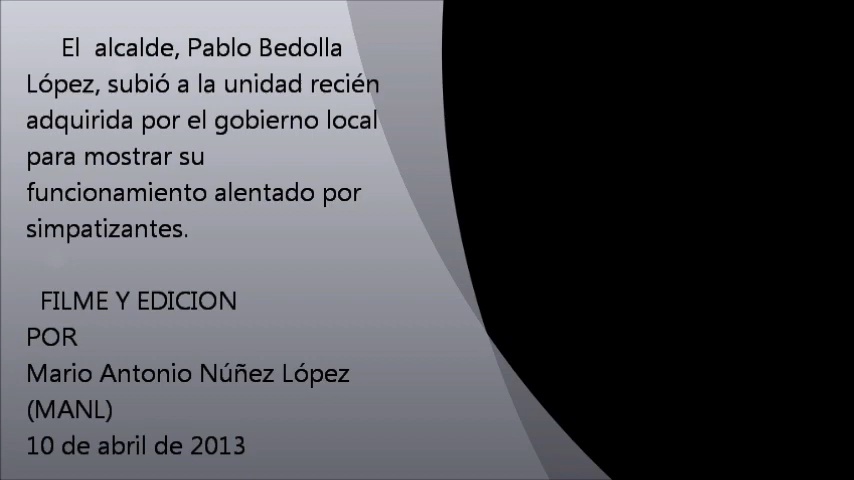 El alcalde, Pablo Bedolla
López, subió a la unidad recién
adquirida por el gobierno local
para mostrar su
funcionamiento alentado por
simpatizantes.
FILME Y EDICION
POR
Mario Antonio Núñez López
(MANL)
10 de abril de 2013